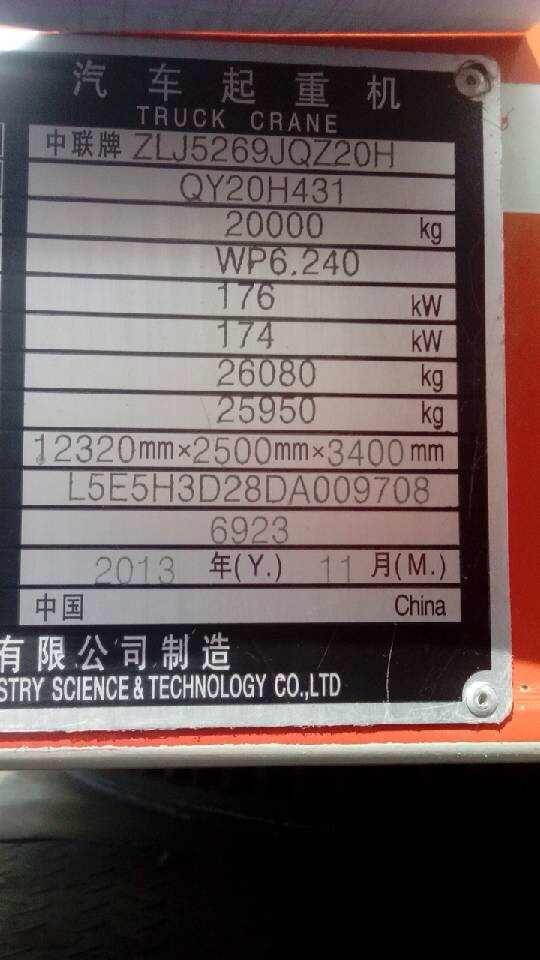 汽车起重机
TRUCK CRANE
中联牌 ZLJ5269JQZ20H
QY20H431
20000 kg
WP6.240
176 kW
174 kW
26080 kg
25950 kg
12320mm×2500mm×3400mm
L5E5H3D28DA009708
6923
2013 年(Y.) 11 月(M.)
中国 China
有限公司制造
STRY SCIENCE & TECHNOLOGY CO.,LTD